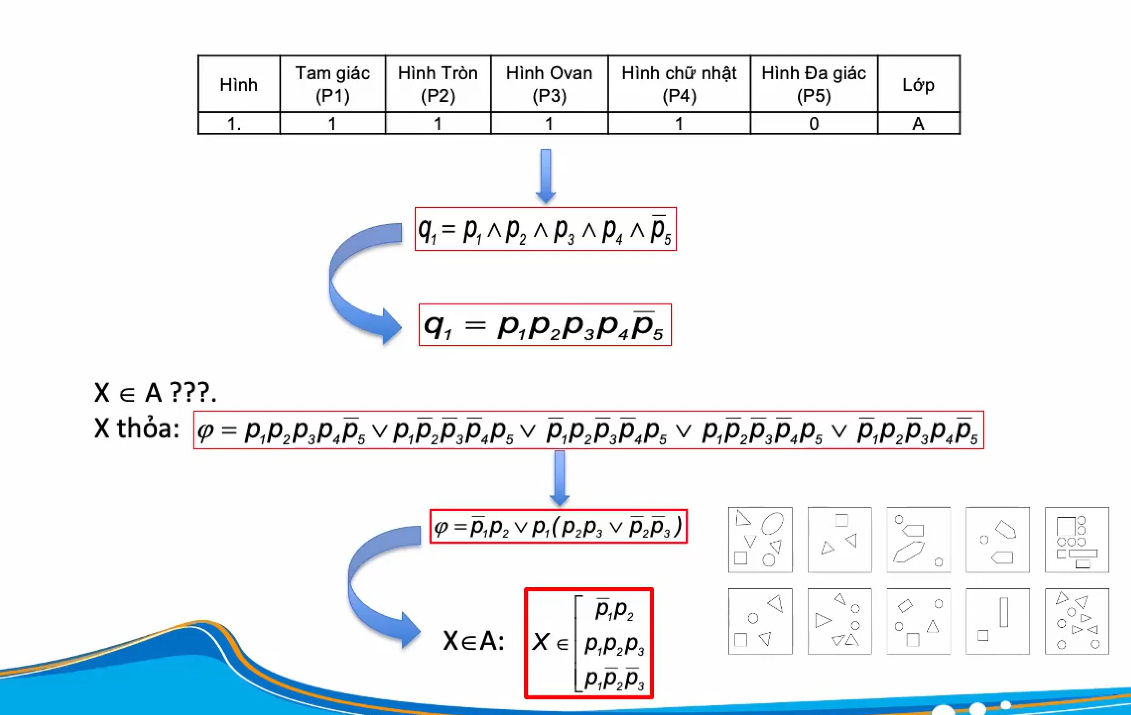 Hình | Tam giác (P1) | Hình Tròn (P2) | Hình Ovan (P3) | Hình chữ nhật (P4) | Hình Đa giác (P5) | Lớp
1. | 1 | 1 | 1 | 1 | 0 | A
q₁ = p₁ ∧ p₂ ∧ p₃ ∧ p₄ ∧ p̅₅
q₁ = p₁p₂p₃p₄p̅₅
X ∈ A ???.
X thỏa: φ = p₁p₂p₃p₄p̅₅ ∨ p₁p̅₂p̅₃p̅₄p₅ ∨ p̅₁p₂p̅₃p̅₄p₅ ∨ p₁p̅₂p̅₃p̅₄p₅ ∨ p̅₁p₂p̅₃p₄p̅₅
φ = p̅₁p₂ ∨ p₁(p₂p₃ ∨ p̅₂p̅₃)
X∈A: X ∈ [
p̅₁p₂
p₁p₂p₃
p₁p̅₂p̅₃